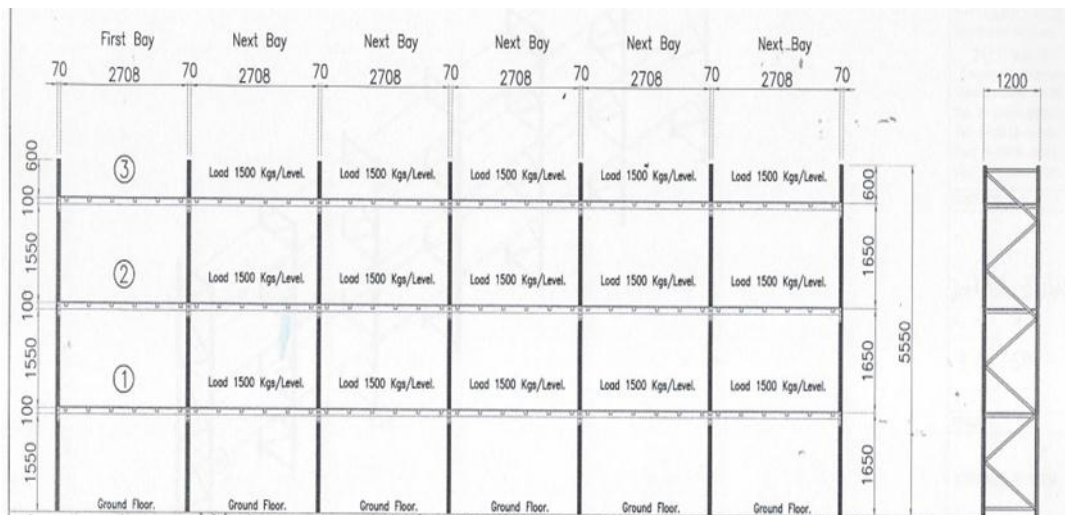 First Bay Next Bay Next Bay Next Bay Next Bay Next Bay
70 2708 70 2708 70 2708 70 2708 70 2708 70 2708 70
1200
600
③ Load 1500 Kgs/Level. Load 1500 Kgs/Level. Load 1500 Kgs/Level. Load 1500 Kgs/Level. Load 1500 Kgs/Level.
600
100
1550
② Load 1500 Kgs/Level. Load 1500 Kgs/Level. Load 1500 Kgs/Level. Load 1500 Kgs/Level. Load 1500 Kgs/Level.
1650
100
5550
1550
① Load 1500 Kgs/Level. Load 1500 Kgs/Level. Load 1500 Kgs/Level. Load 1500 Kgs/Level. Load 1500 Kgs/Level.
1650
100
1550
1650
Ground Floor. Ground Floor. Ground Floor. Ground Floor. Ground Floor. Ground Floor.